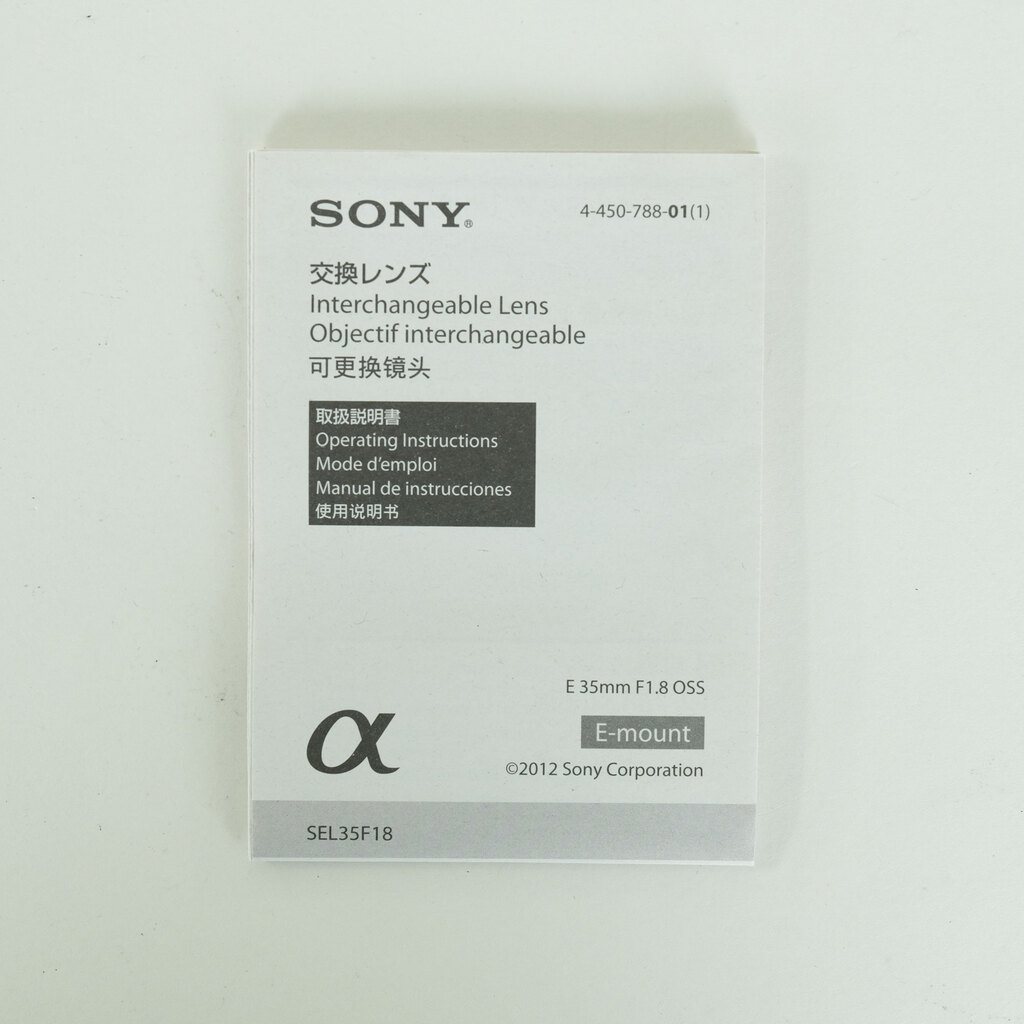 SONY®
4-450-788-01(1)
交換レンズ
Interchangeable Lens
Objectif interchangeable
可更换镜头
取扱説明書
Operating Instructions
Mode d'emploi
Manual de instrucciones
使用说明书
E 35mm F1.8 OSS
E-mount
α
©2012 Sony Corporation
SEL35F18